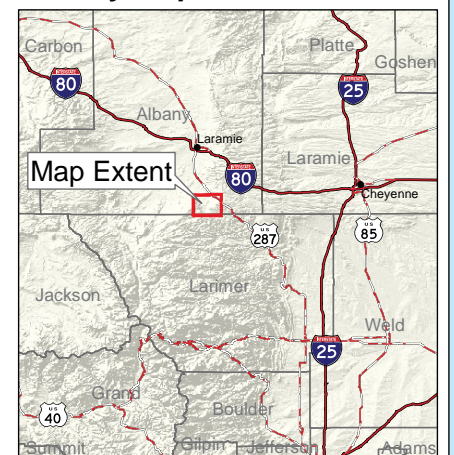 Carbon
Platte
Goshen
80
25
Albany
Laramie
Laramie
Map Extent
80
Cheyenne
U S
287
U S
85
Larimer
Jackson
Weld
25
Grand
Boulder
U S
40
Summit
Gilpin
Jefferson
Adams